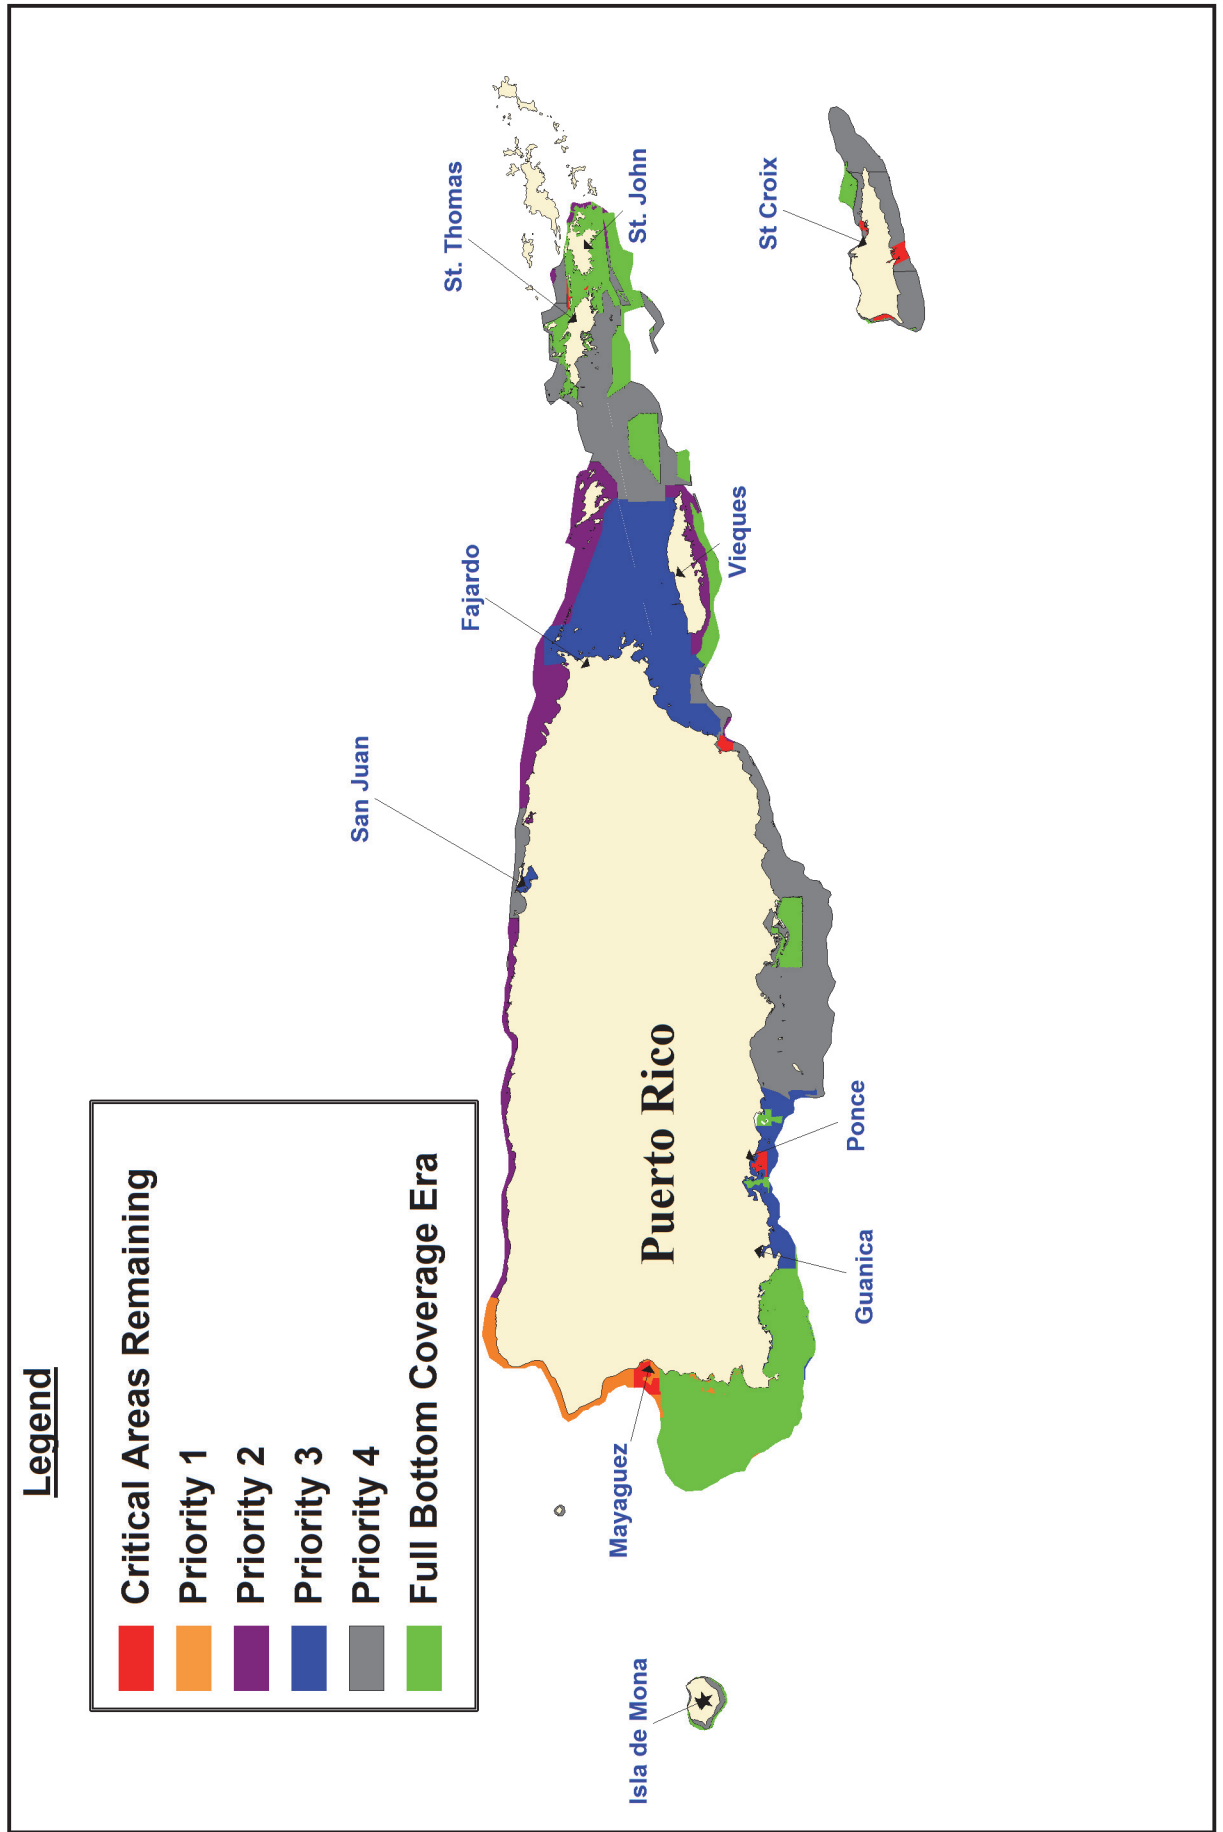 Legend
Critical Areas Remaining
Priority 1
Priority 2
Priority 3
Priority 4
Full Bottom Coverage Era
Isla de Mona
Mayaguez
San Juan
Fajardo
St. Thomas
St. John
Puerto Rico
Vieques
St Croix
Guanica
Ponce